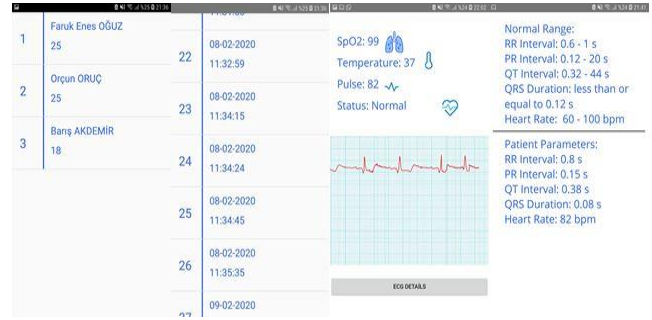 1
Faruk Enes OĞUZ
25
2
Orçun ORUÇ
25
3
Barış AKDEMİR
18
22
08-02-2020
11:32:59
23
08-02-2020
11:34:15
24
08-02-2020
11:34:24
25
08-02-2020
11:34:45
26
08-02-2020
11:35:35
09-02-2020
SpO2: 99
Temperature: 37
Pulse: 82
Status: Normal
ECG DETAILS
Normal Range:
RR Interval: 0.6 - 1 s
PR Interval: 0.12 - 20 s
QT Interval: 0.32 - 44 s
QRS Duration: less than or
equal to 0.12 s
Heart Rate: 60 - 100 bpm
Patient Parameters:
RR Interval: 0.8 s
PR Interval: 0.15 s
QT Interval: 0.38 s
QRS Duration: 0.08 s
Heart Rate: 82 bpm